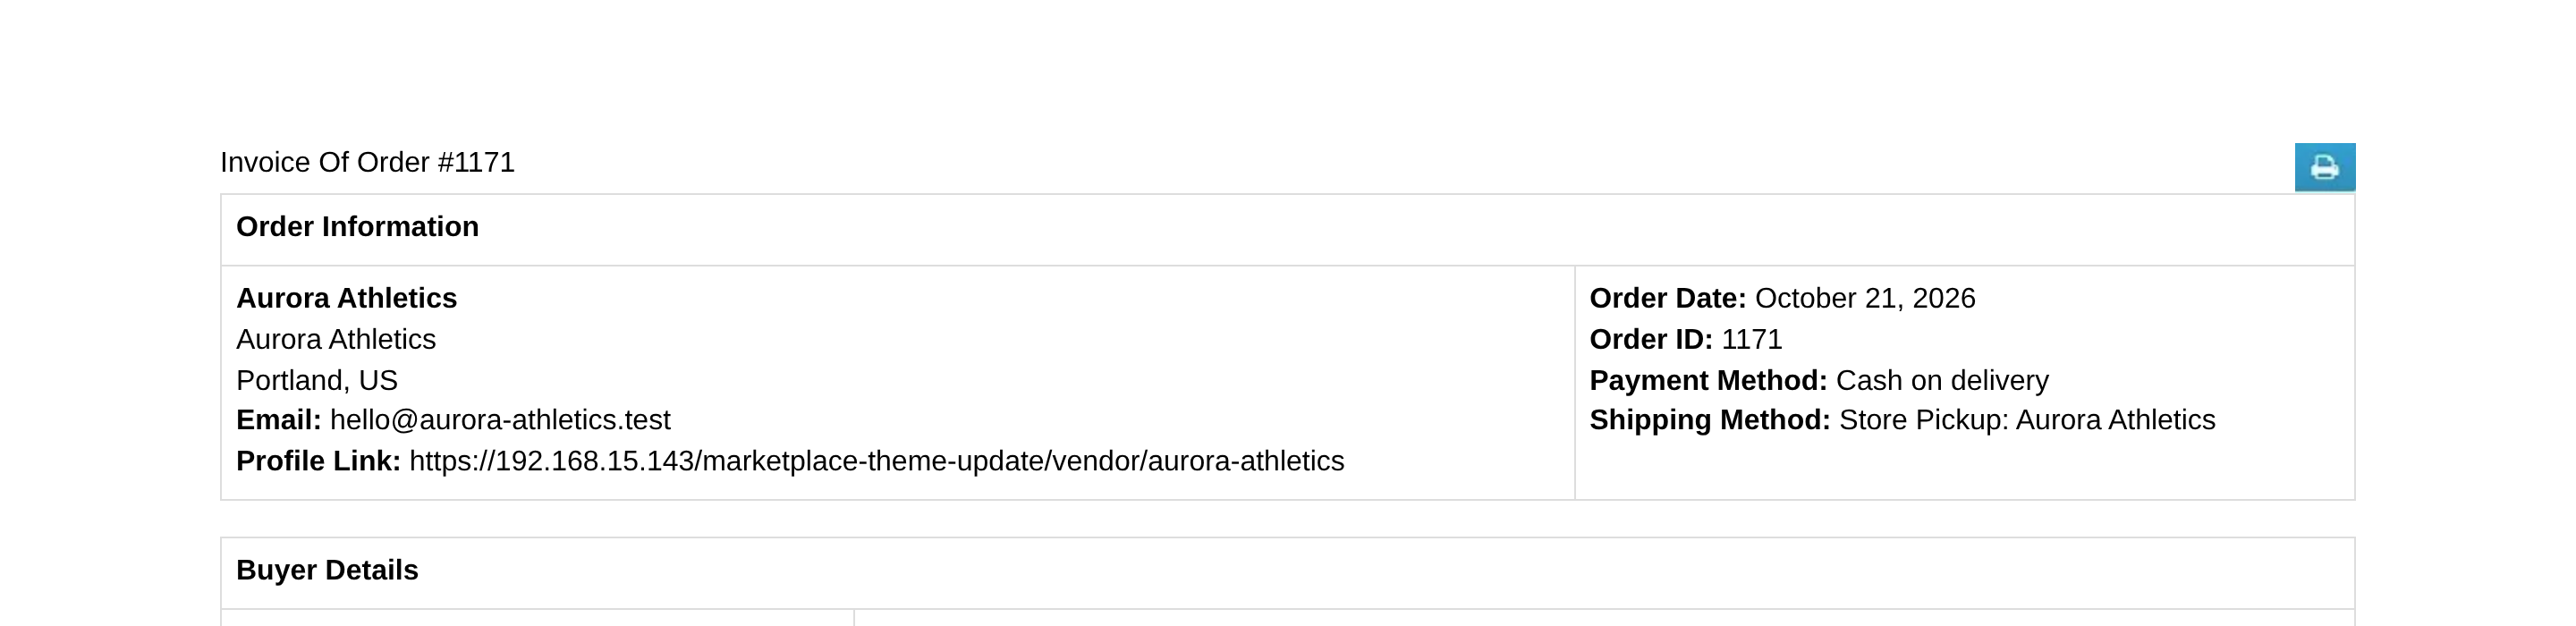 Invoice Of Order #1171
Order Information
Aurora Athletics
Aurora Athletics
Portland, US
Email: hello@aurora-athletics.test
Profile Link: https://192.168.15.143/marketplace-theme-update/vendor/aurora-athletics
Order Date: October 21, 2026
Order ID: 1171
Payment Method: Cash on delivery
Shipping Method: Store Pickup: Aurora Athletics
Buyer Details